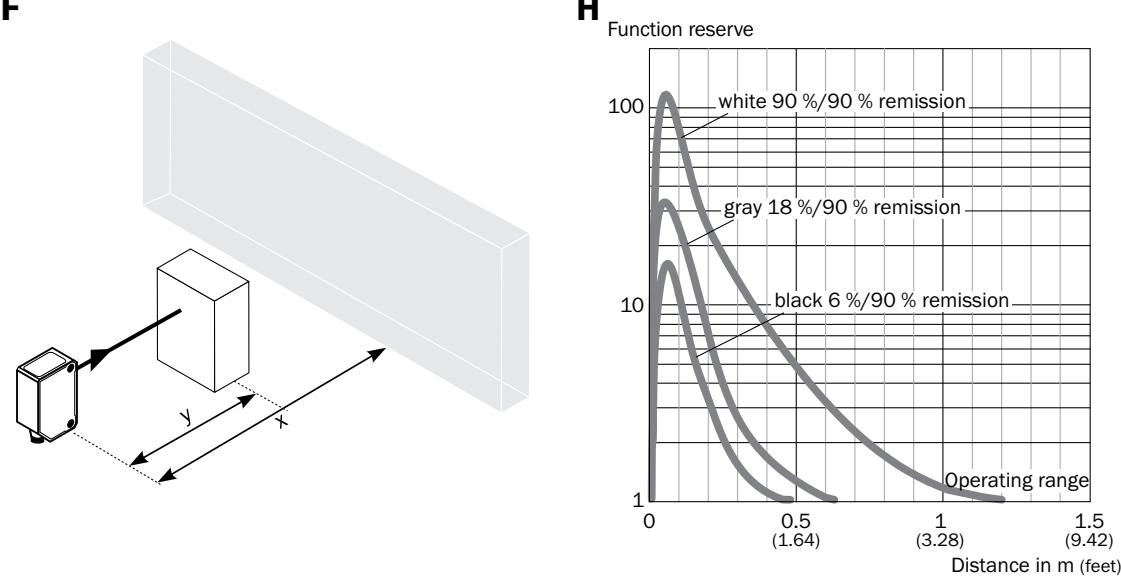 F
y
x
H
Function reserve
100
white 90 %/90 % remission
gray 18 %/90 % remission
10
black 6 %/90 % remission
Operating range
1
0 0.5 1 1.5
(1.64) (3.28) (9.42)
Distance in m (feet)